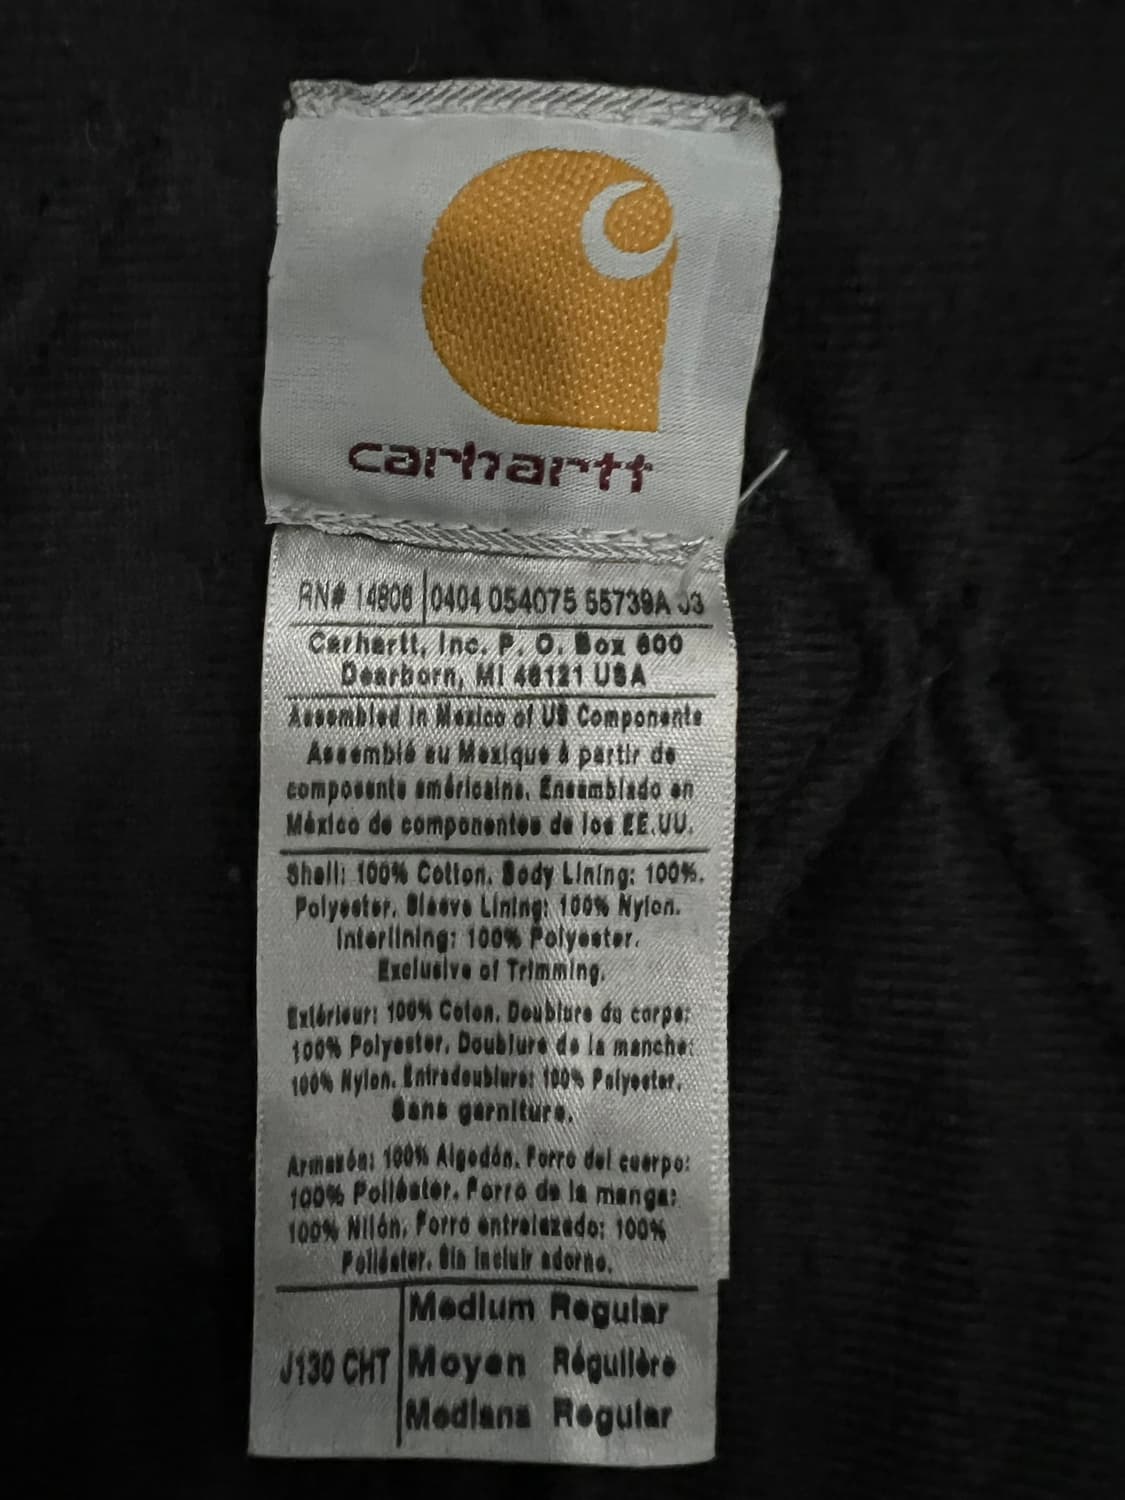 carhartt
RN# 14806 0404 054075 55739A 03
Carhartt, Inc. P. O. Box 600
Dearborn, MI 48121 USA
Assembled in Mexico of US Components
Assemblé au Mexique à partir de
composants américains. Ensamblado en
México de componentes de los EE.UU.
Shell: 100% Cotton. Body Lining: 100%.
Polyester. Sleeve Lining: 100% Nylon.
Interlining: 100% Polyester.
Exclusive of Trimming.
Extérieur: 100% Coton. Doublure du corps:
100% Polyester. Doublure de la manche:
100% Nylon. Entredoublure: 100% Polyester.
Sans garniture.
Armazón: 100% Algodón. Forro del cuerpo:
100% Poliéster. Forro de la manga:
100% Nilón. Forro entrelazado: 100%
Poliéster. Sin incluir adorno.
Medium Regular
J130 CHT Moyen Régulière
Mediana Regular